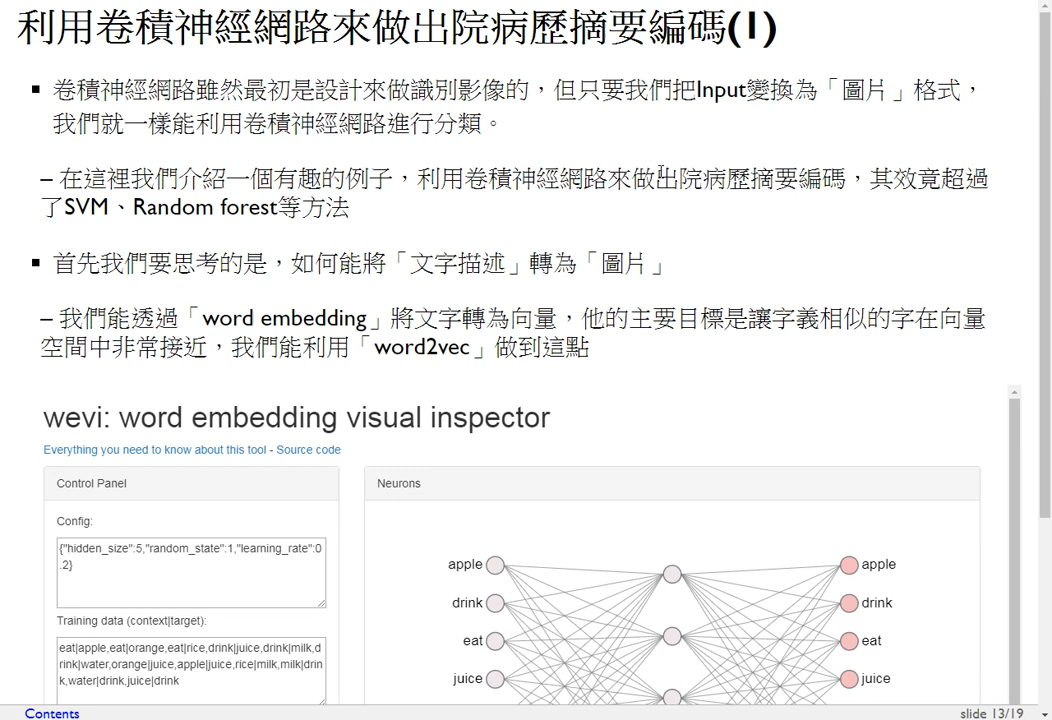 利用卷積神經網路來做出院病歷摘要編碼(1)
卷積神經網路雖然最初是設計來做識別影像的，但只要我們把Input變換為「圖片」格式，
我們就一樣能利用卷積神經網路進行分類。
– 在這裡我們介紹一個有趣的例子，利用卷積神經網路來做出院病歷摘要編碼，其效竟超過
了SVM、Random forest等方法
首先我們要思考的是，如何能將「文字描述」轉為「圖片」
– 我們能透過「word embedding」將文字轉為向量，他的主要目標是讓字義相似的字在向量
空間中非常接近，我們能利用「word2vec」做到這點
wevi: word embedding visual inspector
Everything you need to know about this tool - Source code
Control Panel
Neurons
Config:
{"hidden_size":5,"random_state":1,"learning_rate":0
.2}
Training data (context|target):
eat|apple,eat|orange,eat|rice,drink|juice,drink|milk,d
rink|water,orange|juice,apple|juice,rice|milk,milk|drin
k,water|drink,juice|drink
apple
drink
eat
juice
apple
drink
eat
juice
Contents
slide 13/19